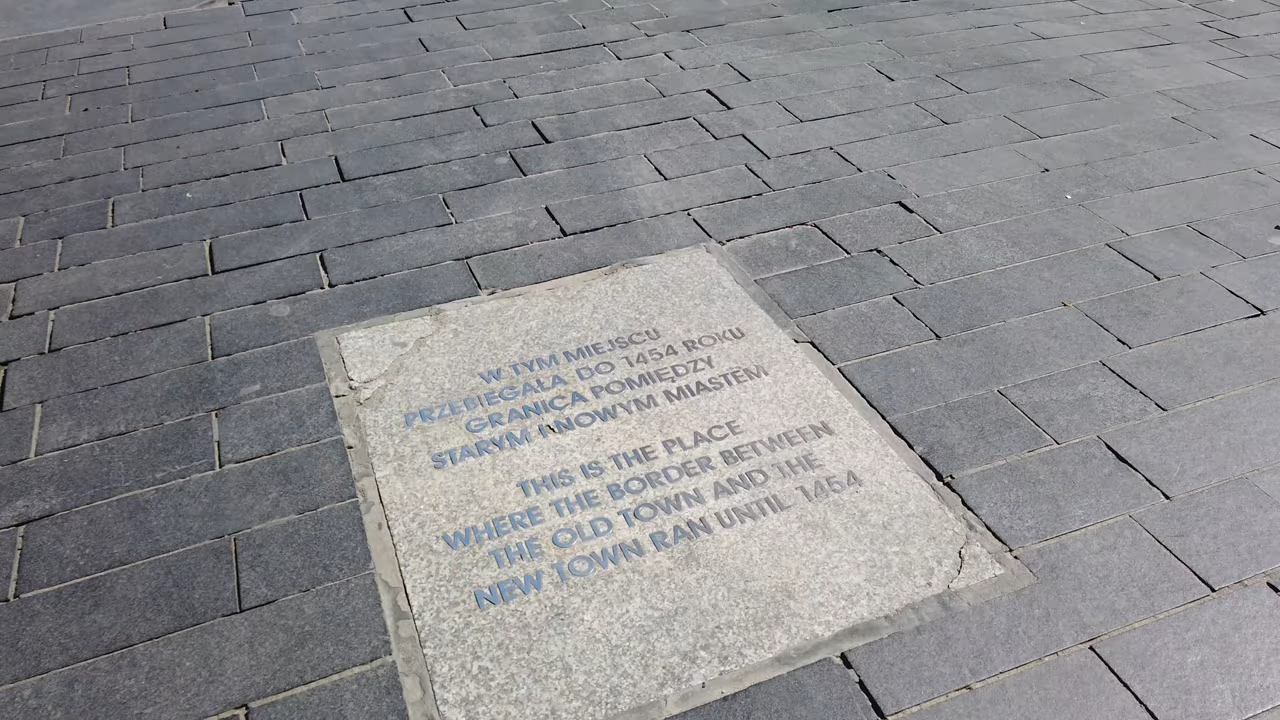 W TYM MIEJSCU
PRZEBIEGAŁA DO 1454 ROKU
GRANICA POMIĘDZY
STARYM I NOWYM MIASTEM
THIS IS THE PLACE
WHERE THE BORDER BETWEEN
THE OLD TOWN AND THE
NEW TOWN RAN UNTIL 1454